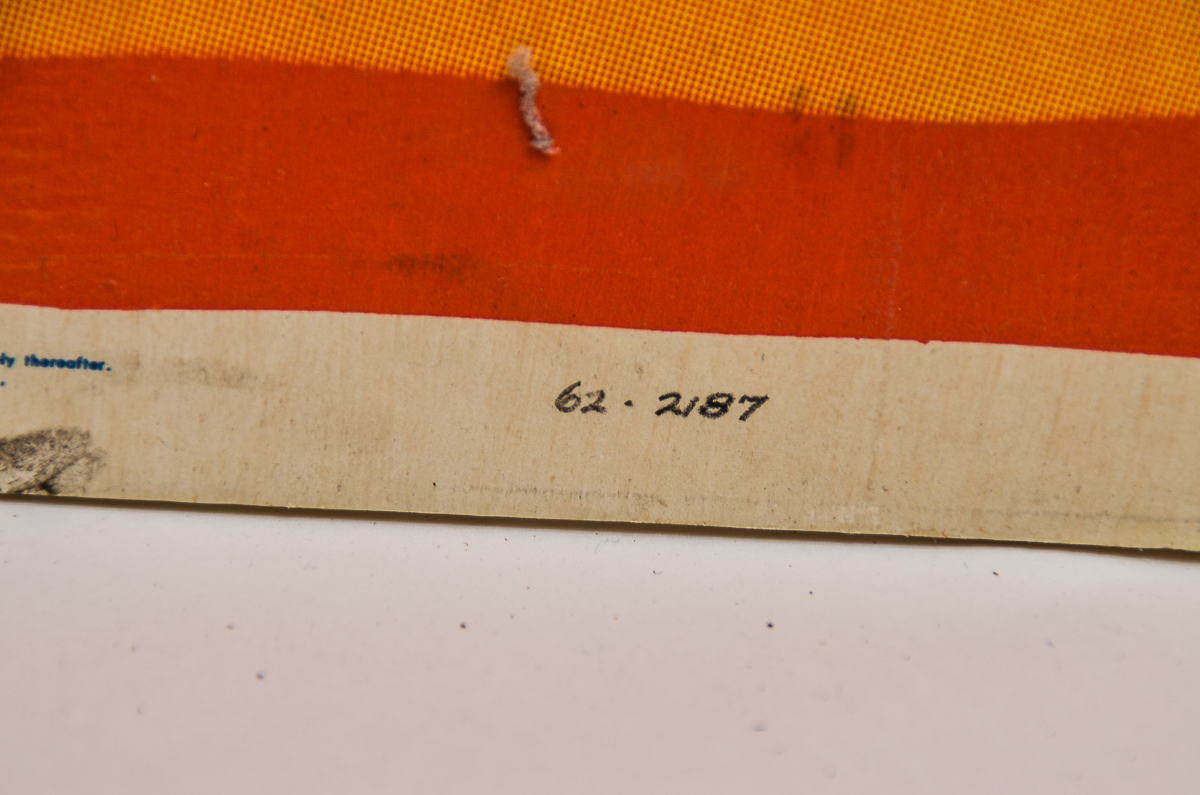 ly thereafter.
62 · 2187